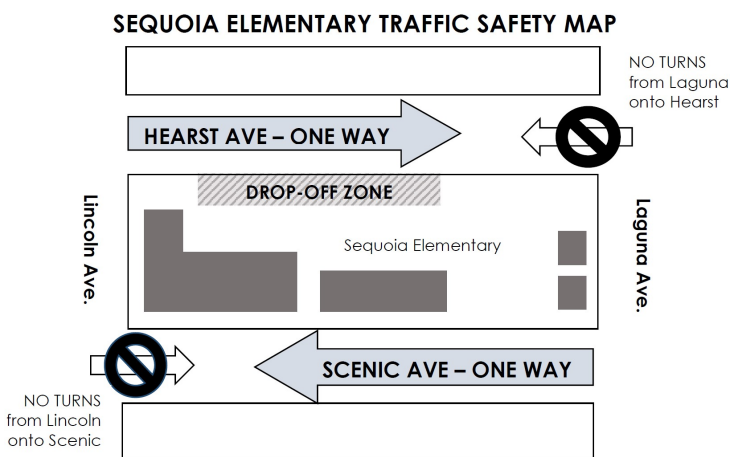 SEQUOIA ELEMENTARY TRAFFIC SAFETY MAP
NO TURNS
from Laguna
onto Hearst
HEARST AVE – ONE WAY
DROP-OFF ZONE
Lincoln Ave.
Sequoia Elementary
Laguna Ave.
SCENIC AVE – ONE WAY
NO TURNS
from Lincoln
onto Scenic